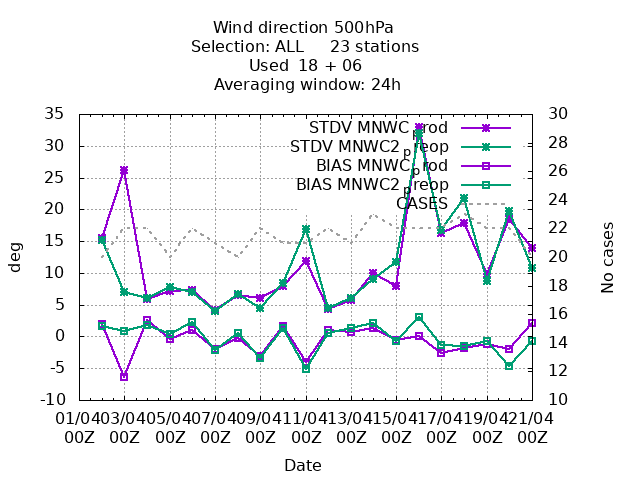 Wind direction 500hPa
Selection: ALL 23 stations
Used 18 + 06
Averaging window: 24h
STDV MNWC_prod
STDV MNWC2_preop
BIAS MNWC_prod
BIAS MNWC2_preop
CASES
deg
35
30
25
20
15
10
5
0
-5
-10
No cases
30
28
26
24
22
20
18
16
14
12
10
01/04 03/04 05/04 07/04 09/04 11/04 13/04 15/04 17/04 19/04 21/04
00Z 00Z 00Z 00Z 00Z 00Z 00Z 00Z 00Z 00Z 00Z
Date